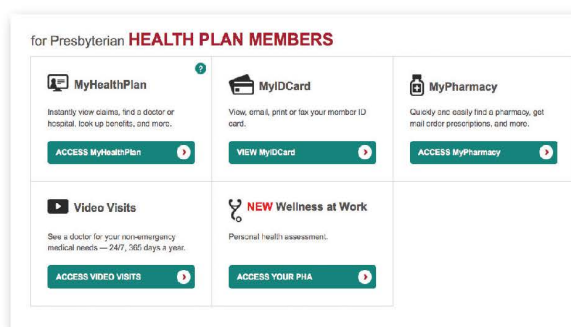 for Presbyterian HEALTH PLAN MEMBERS
MyHealthPlan
?
Instantly view claims, find a doctor or
hospital, look up benefits, and more.
ACCESS MyHealthPlan
MyIDCard
View, email, print or fax your member ID
card.
VIEW MyIDCard
MyPharmacy
Quickly and easily find a pharmacy, get
mail order prescriptions, and more.
ACCESS MyPharmacy
Video Visits
See a doctor for your non-emergency
medical needs — 24/7, 365 days a year.
ACCESS VIDEO VISITS
NEW Wellness at Work
Personal health assessment.
ACCESS YOUR PHA